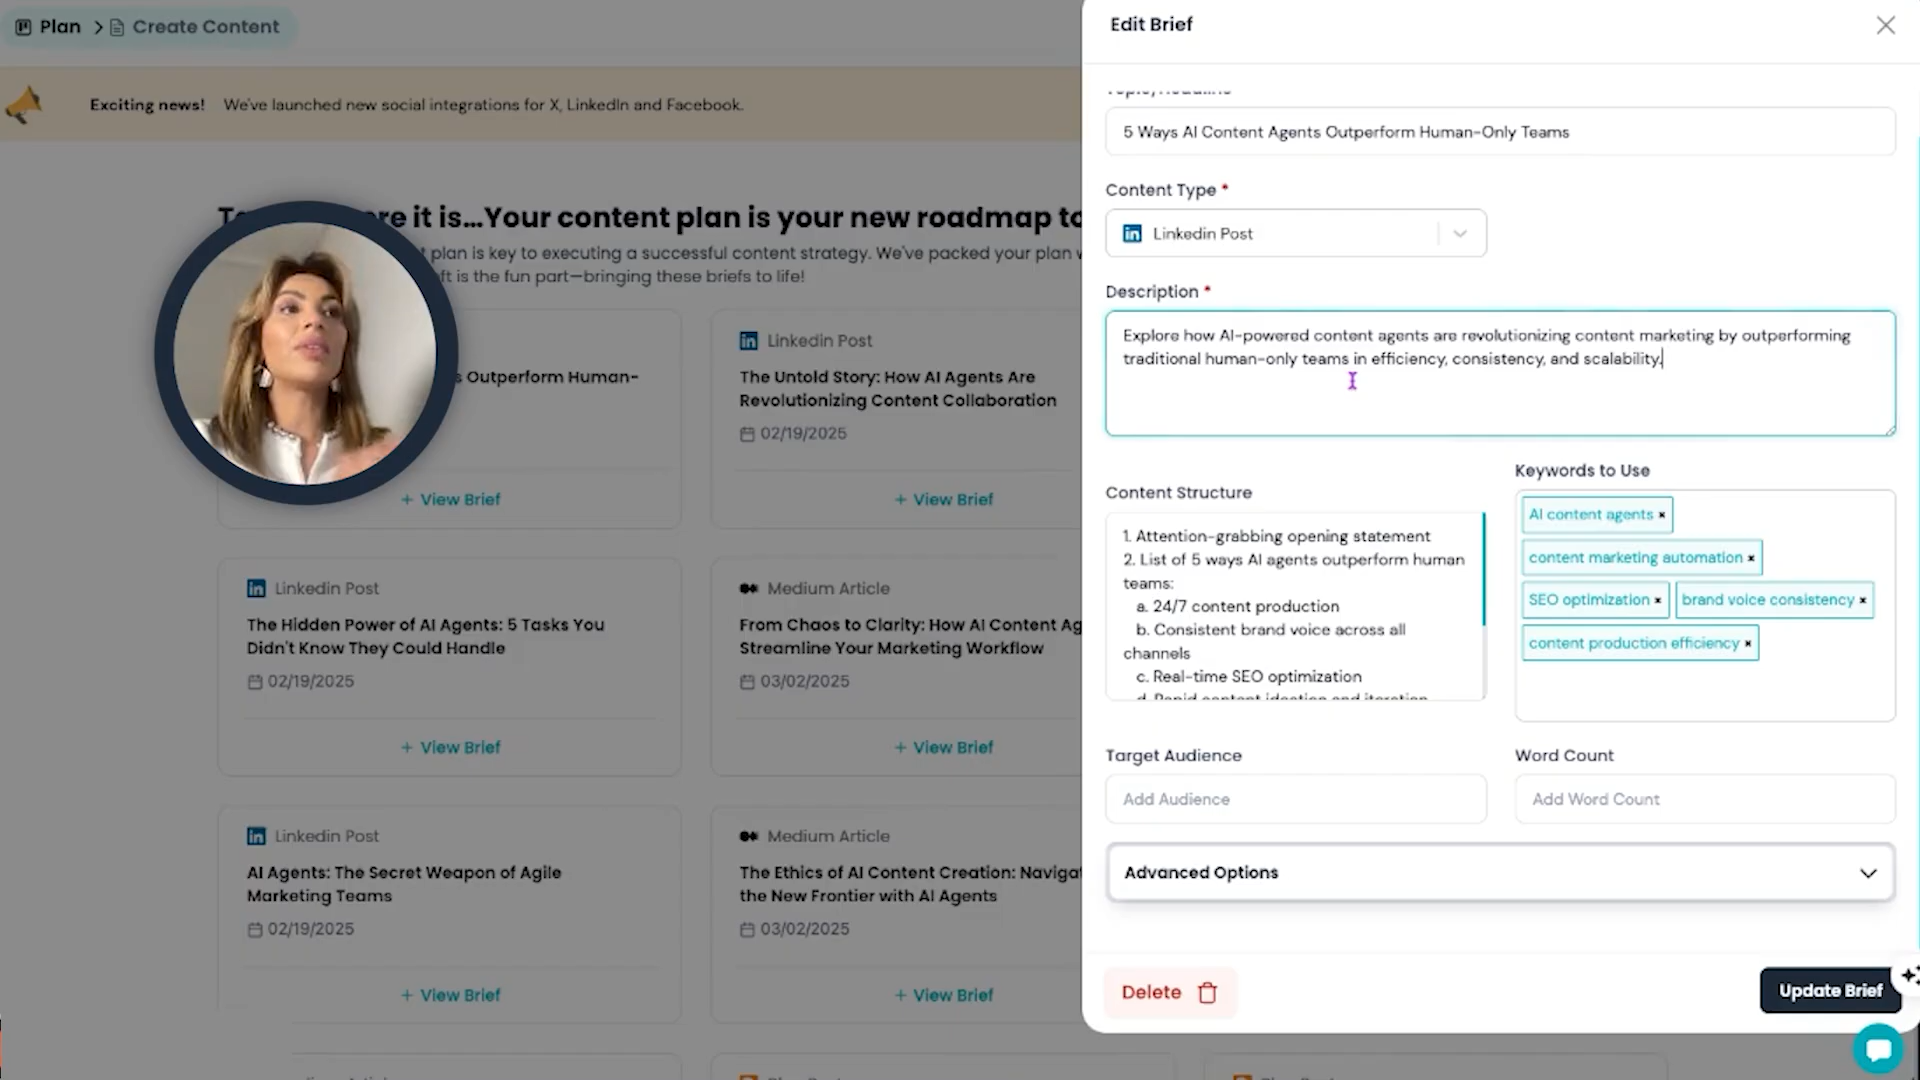 Plan > Create Content
Exciting news! We've launched new social integrations for X, LinkedIn and Facebook.
re it is...Your content plan is your new roadmap to
plan is key to executing a successful content strategy. We've packed your plan
is the fun part—bringing these briefs to life!
Outperform Human-
+ View Brief
Linkedin Post
The Untold Story: How AI Agents Are
Revolutionizing Content Collaboration
02/19/2025
+ View Brief
Linkedin Post
The Hidden Power of AI Agents: 5 Tasks You
Didn't Know They Could Handle
02/19/2025
+ View Brief
Medium Article
From Chaos to Clarity: How AI Content Ag
Streamline Your Marketing Workflow
03/02/2025
+ View Brief
Linkedin Post
AI Agents: The Secret Weapon of Agile
Marketing Teams
02/19/2025
+ View Brief
Medium Article
The Ethics of AI Content Creation: Navigat
the New Frontier with AI Agents
03/02/2025
+ View Brief
Edit Brief
5 Ways AI Content Agents Outperform Human-Only Teams
Content Type *
Linkedin Post
Description *
Explore how AI-powered content agents are revolutionizing content marketing by outperforming
traditional human-only teams in efficiency, consistency, and scalability.
Content Structure
1. Attention-grabbing opening statement
2. List of 5 ways AI agents outperform human
teams:
a. 24/7 content production
b. Consistent brand voice across all
channels
c. Real-time SEO optimization
d. Rapid content ideation and iteration
Keywords to Use
AI content agents ×
content marketing automation ×
SEO optimization × brand voice consistency ×
content production efficiency ×
Target Audience
Add Audience
Word Count
Add Word Count
Advanced Options
Delete
Update Brief